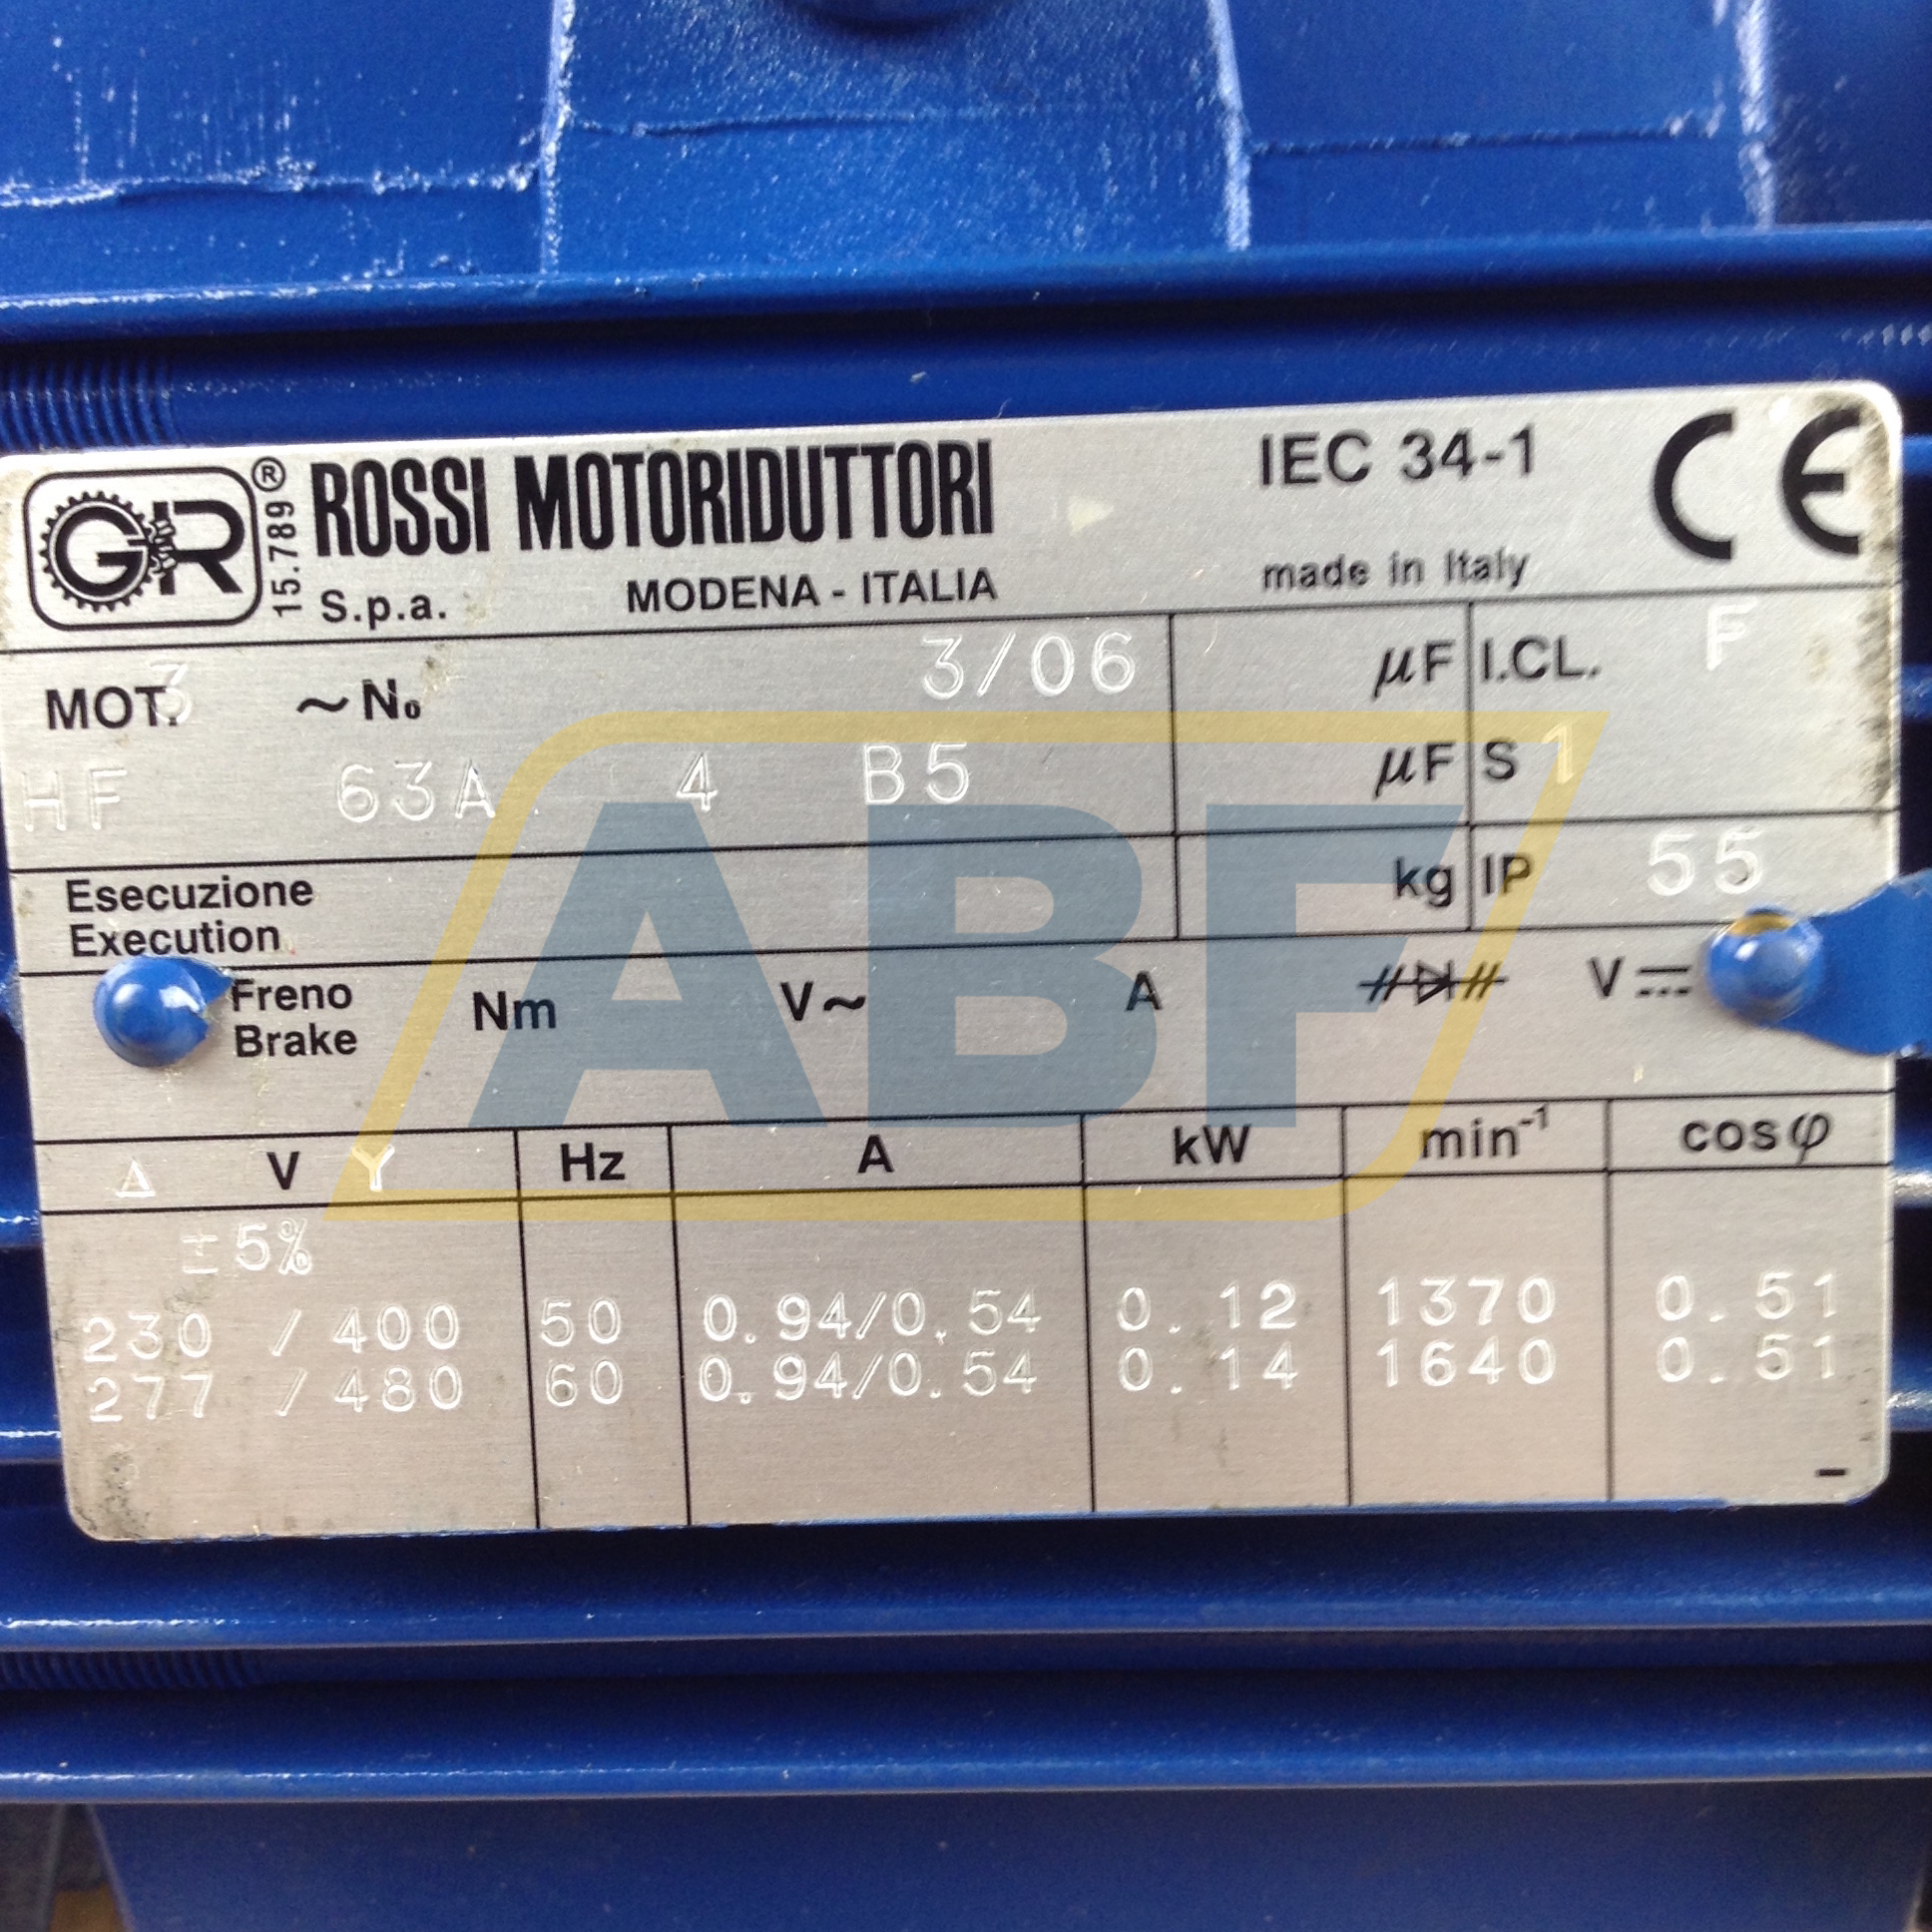 GR ® 15.789 ROSSI MOTORIDUTTORI IEC 34-1 CE
S.p.a. MODENA - ITALIA made in Italy
MOT. 3 ~ No 3/06 µF I.CL. F
HF 63A 4 B5 µF S 1
Esecuzione
Execution kg IP 55
Freno
Brake Nm V~ A V
Δ V Y Hz A kW min-1 cosφ
±5%
230 / 400 50 0.94/0.54 0.12 1370 0.51
277 / 480 60 0.94/0.54 0.14 1640 0.51
-
ABF